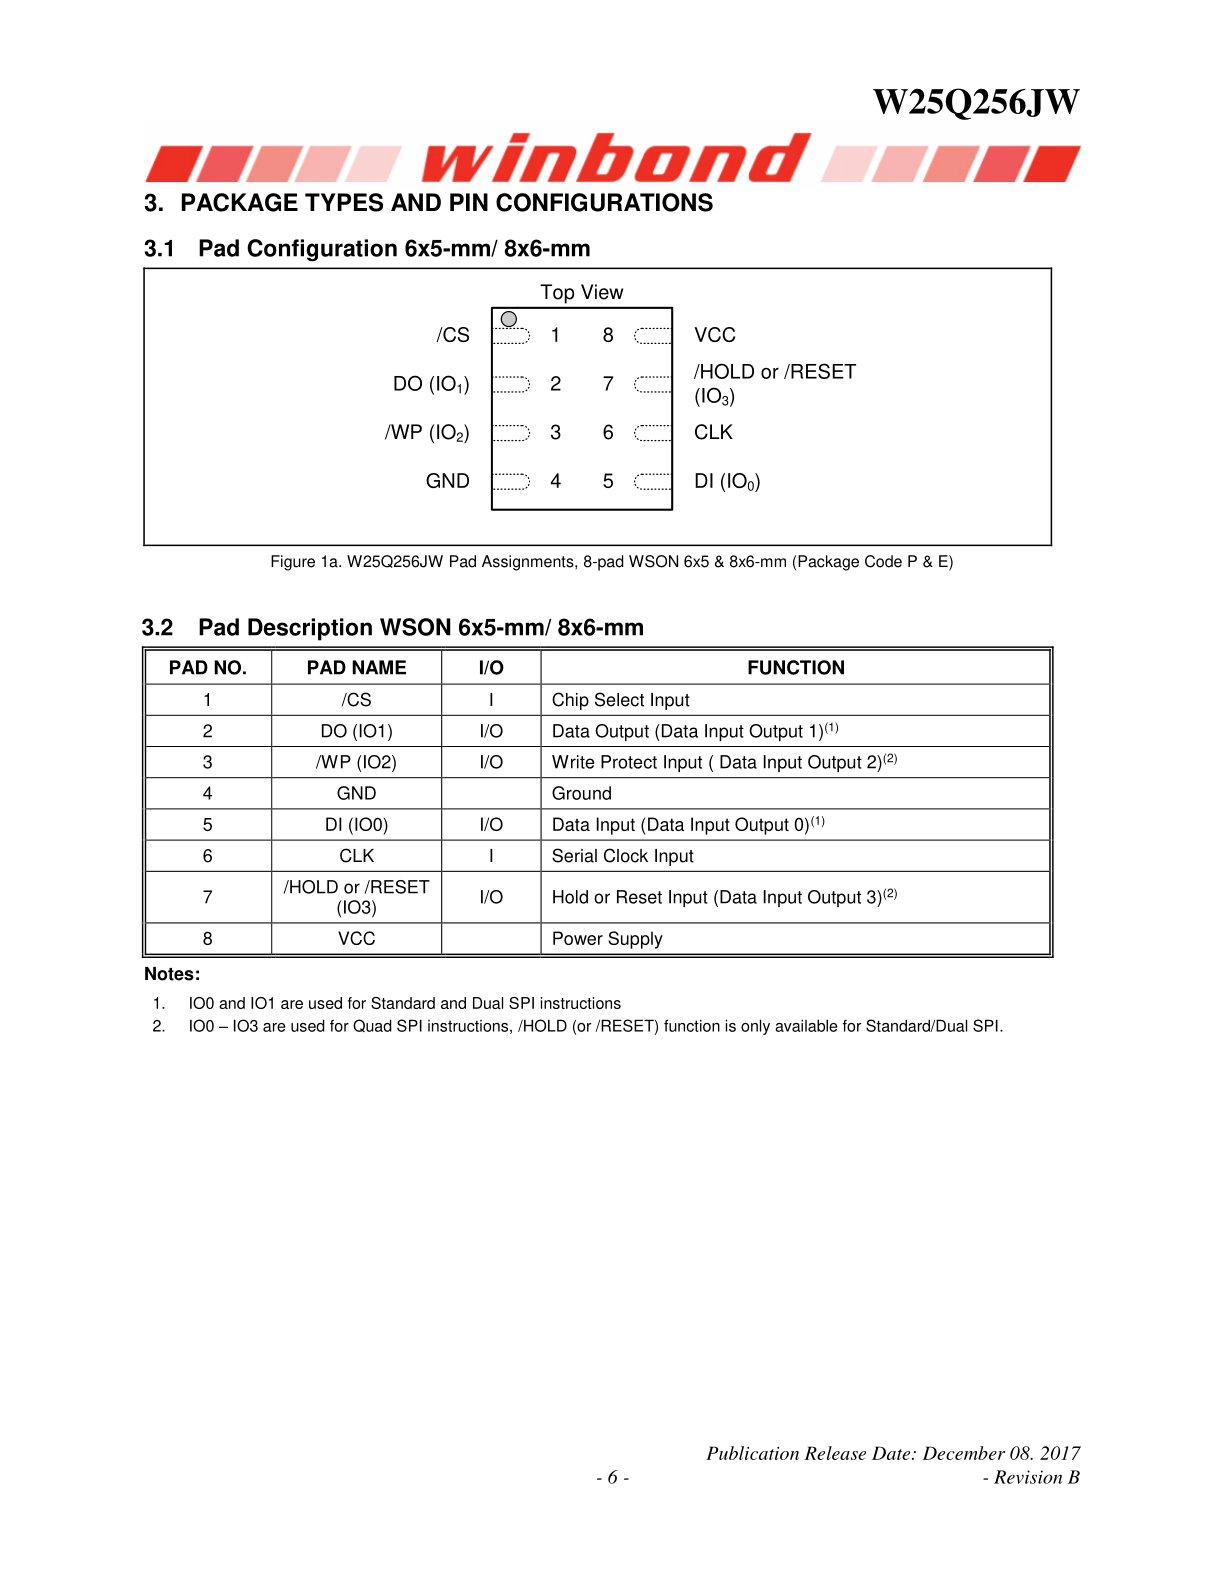 W25Q256JW
winbond
3. PACKAGE TYPES AND PIN CONFIGURATIONS
3.1 Pad Configuration 6x5-mm/ 8x6-mm
Top View
/CS 1 8 VCC
DO (IO₁) 2 7 /HOLD or /RESET
(IO₃)
/WP (IO₂) 3 6 CLK
GND 4 5 DI (IO₀)
Figure 1a. W25Q256JW Pad Assignments, 8-pad WSON 6x5 & 8x6-mm (Package Code P & E)
3.2 Pad Description WSON 6x5-mm/ 8x6-mm
PAD NO. PAD NAME I/O FUNCTION
1 /CS I Chip Select Input
2 DO (IO1) I/O Data Output (Data Input Output 1)⁽¹⁾
3 /WP (IO2) I/O Write Protect Input ( Data Input Output 2)⁽²⁾
4 GND Ground
5 DI (IO0) I/O Data Input (Data Input Output 0)⁽¹⁾
6 CLK I Serial Clock Input
7 /HOLD or /RESET
(IO3) I/O Hold or Reset Input (Data Input Output 3)⁽²⁾
8 VCC Power Supply
Notes:
1. IO0 and IO1 are used for Standard and Dual SPI instructions
2. IO0 – IO3 are used for Quad SPI instructions, /HOLD (or /RESET) function is only available for Standard/Dual SPI.
Publication Release Date: December 08. 2017
- 6 - - Revision B